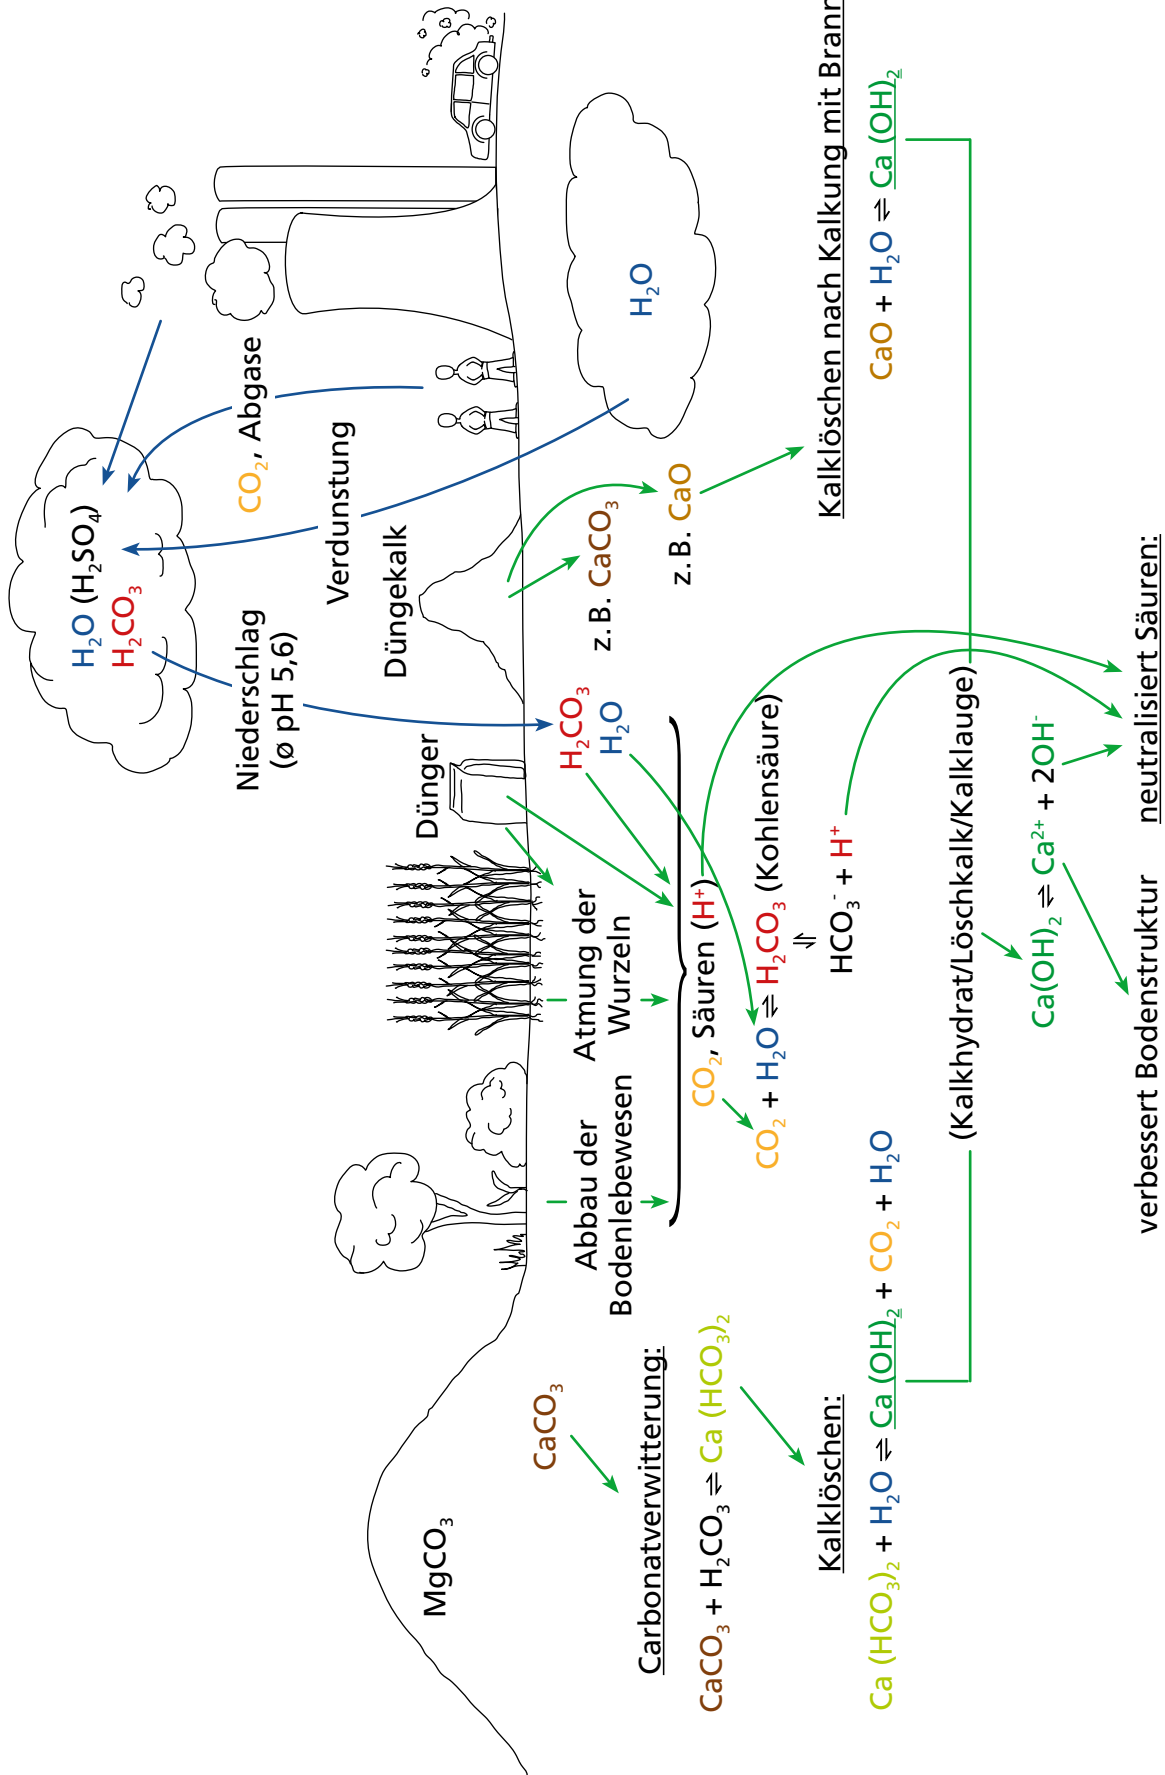 H₂O (H₂SO₄)
H₂CO₃
CO₂, Abgase
Niederschlag
(ø pH 5,6)
Verdunstung
Düngekalk
Dünger
MgCO₃
H₂O
CaCO₃
Abbau der
Bodenlebewesen
Atmung der
Wurzeln
H₂CO₃
H₂O
z. B. CaCO₃
z. B. CaO
Carbonatverwitterung:
CaCO₃ + H₂CO₃ ⇌ Ca (HCO₃)₂
CO₂, Säuren (H⁺)
CO₂ + H₂O ⇌ H₂CO₃ (Kohlensäure)
⇌
HCO₃⁻ + H⁺
Kalklöschen:
Ca (HCO₃)₂ + H₂O ⇌ Ca (OH)₂ + CO₂ + H₂O
Kalklöschen nach Kalkung mit
CaO + H₂O ⇌ Ca (OH)₂
(Kalkhydrat/Löschkalk/Kalklauge)
Ca(OH)₂ ⇌ Ca²⁺ + 2OH⁻
verbessert Bodenstruktur
neutralisiert Säuren: